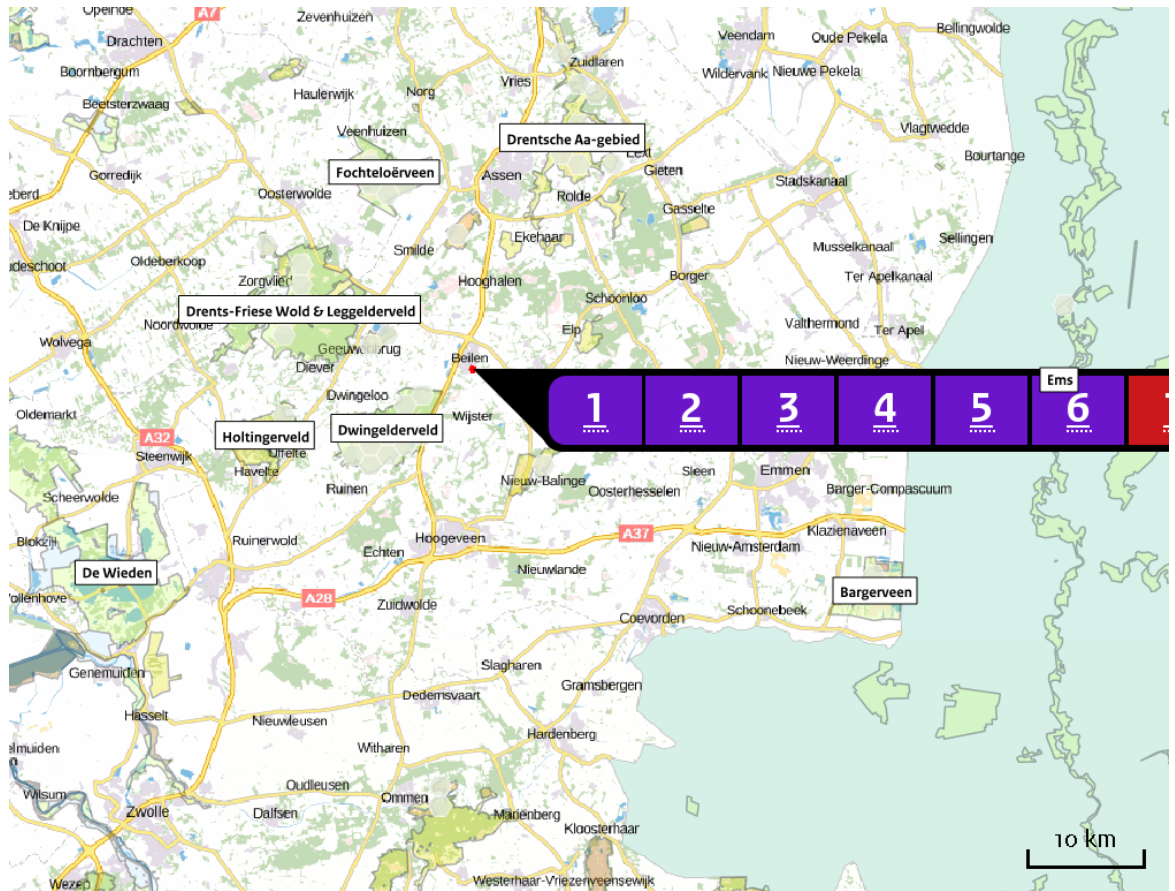 Opeinde
A7
Zevenhuizen
Drachten
Veendam
Oude Pekela
Bellingwolde
Boornbergum
Zuidlaren
Wildervank
Nieuwe Pekela
Vries
Haulerwijk
Norg
Beetsterzwaag
Veenhuizen
Drentsche Aa-gebied
Vlagtwedde
Bourtange
Fochteloërveen
Gorredijk
Assen
Gieten
Stadskanaal
Oosterwolde
Rolde
Gasselte
De Knijpe
Ekehaar
Smilde
Musselkanaal
Sellingen
Oldeberkoop
Zorgvlied
Hooghalen
Borger
Ter Apelkanaal
Schoonloo
Drents-Friese Wold & Leggelderveld
Noordwolde
Elp
Valthermond
Ter Apel
Wolvega
Geeuwenbrug
Beilen
Diever
Nieuw-Weerdinge
Ems
Dwingeloo
1
2
3
4
5
6
Oldemarkt
Wijster
A32
Holtingerveld
Dwingelderveld
Steenwijk
Uffelte
Havelte
Sleen
Emmen
Scheerwolde
Ruinen
Nieuw-Balinge
Oosterhesselen
Barger-Compascuum
Blokzijl
Ruinerwold
Echten
Hoogeveen
A37
Klazienaveen
Nieuw-Amsterdam
De Wieden
Nieuwlande
Bargerveen
A28
Zuidwolde
Coevorden
Schoonebeek
Genemuiden
Slagharen
Gramsbergen
Hasselt
Nieuwleusen
Dedemsvaart
Witharen
Hardenberg
Oudleusen
Ommen
Wilsum
Zwolle
Dalfsen
Mariënberg
Kloosterhaar
10 km
Wezep
Westerhaar-Vriezenveensewijk